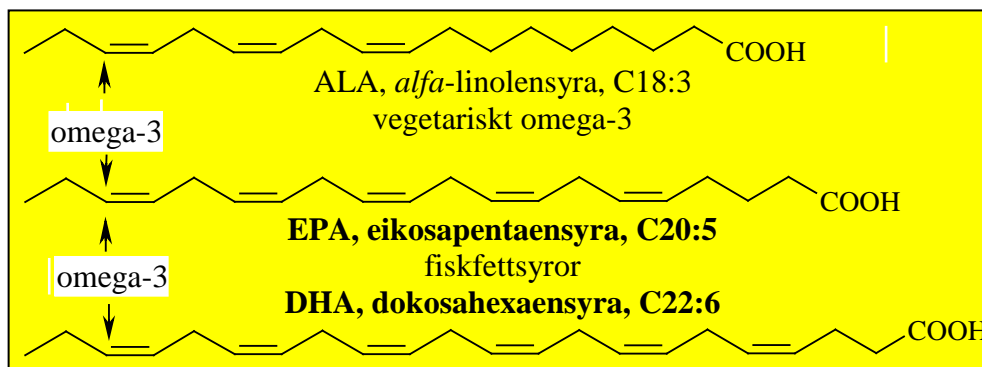 COOH
ALA, alfa-linolensyra, C18:3
vegetariskt omega-3
omega-3
COOH
EPA, eikosapentaensyra, C20:5
fiskfettsyror
omega-3
DHA, dokosahexaensyra, C22:6
COOH